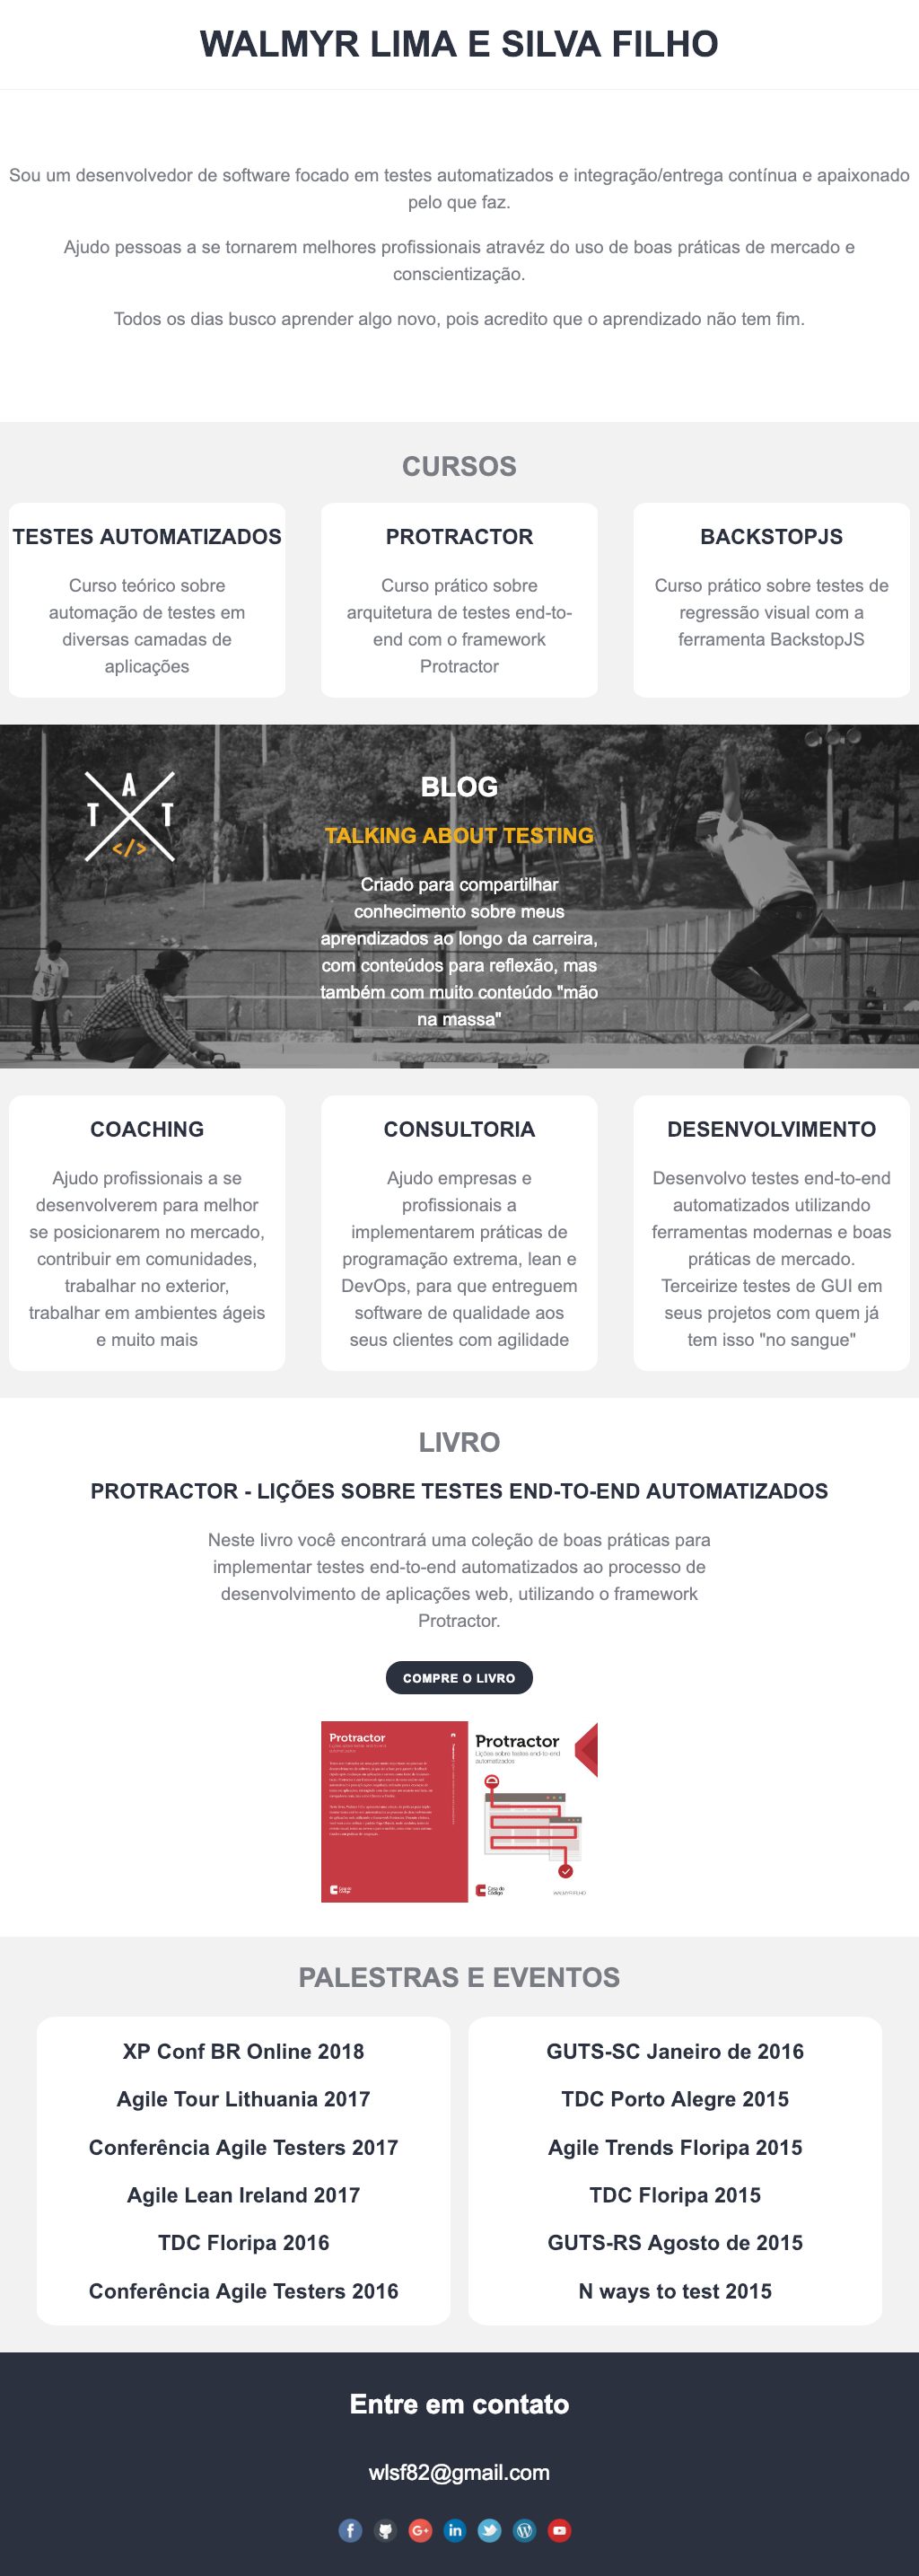 WALMYR LIMA E SILVA FILHO
Sou um desenvolvedor de software focado em testes automatizados e integração/entrega contínua e apaixonado
pelo que faz.
Ajudo pessoas a se tornarem melhores profissionais atravéz do uso de boas práticas de mercado e
conscientização.
Todos os dias busco aprender algo novo, pois acredito que o aprendizado não tem fim.
CURSOS
TESTES AUTOMATIZADOS
Curso teórico sobre
automação de testes em
diversas camadas de
aplicações
PROTRACTOR
Curso prático sobre
arquitetura de testes end-to-
end com o framework
Protractor
BACKSTOPJS
Curso prático sobre testes de
regressão visual com a
ferramenta BackstopJS
T A T
</>
BLOG
TALKING ABOUT TESTING
Criado para compartilhar
conhecimento sobre meus
aprendizados ao longo da carreira,
com conteúdos para reflexão, mas
também com muito conteúdo "mão
na massa"
COACHING
Ajudo profissionais a se
desenvolverem para melhor
se posicionarem no mercado,
contribuir em comunidades,
trabalhar no exterior,
trabalhar em ambientes ágeis
e muito mais
CONSULTORIA
Ajudo empresas e
profissionais a
implementarem práticas de
programação extrema, lean e
DevOps, para que entreguem
software de qualidade aos
seus clientes com agilidade
DESENVOLVIMENTO
Desenvolvo testes end-to-end
automatizados utilizando
ferramentas modernas e boas
práticas de mercado.
Terceirize testes de GUI em
seus projetos com quem já
tem isso "no sangue"
LIVRO
PROTRACTOR - LIÇÕES SOBRE TESTES END-TO-END AUTOMATIZADOS
Neste livro você encontrará uma coleção de boas práticas para
implementar testes end-to-end automatizados ao processo de
desenvolvimento de aplicações web, utilizando o framework
Protractor.
COMPRE O LIVRO
Protractor
Lições sobre testes end-to-end
automatizados
Casa do
Código
Protractor
Lições sobre testes end-to-end
automatizados
Casa do
Código
WALMYR FILHO
PALESTRAS E EVENTOS
XP Conf BR Online 2018
Agile Tour Lithuania 2017
Conferência Agile Testers 2017
Agile Lean Ireland 2017
TDC Floripa 2016
Conferência Agile Testers 2016
GUTS-SC Janeiro de 2016
TDC Porto Alegre 2015
Agile Trends Floripa 2015
TDC Floripa 2015
GUTS-RS Agosto de 2015
N ways to test 2015
Entre em contato
wlsf82@gmail.com